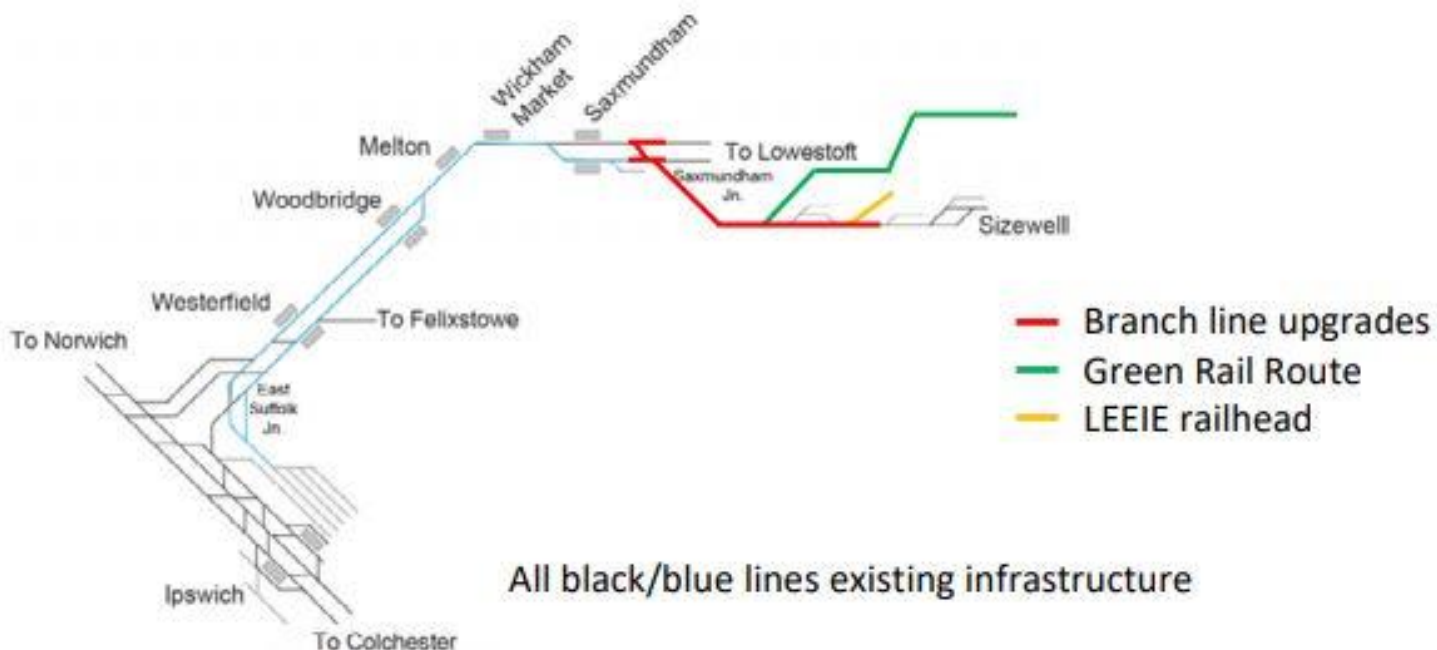 Wickham
Market
Saxmundham
Melton
To Lowestoft
Saxmundham
Jn.
Woodbridge
Sizewell
Westerfield
To Felixstowe
To Norwich
East
Suffolk
Jn
Branch line upgrades
Green Rail Route
LEEIE railhead
All black/blue lines existing infrastructure
Ipswich
To Colchester